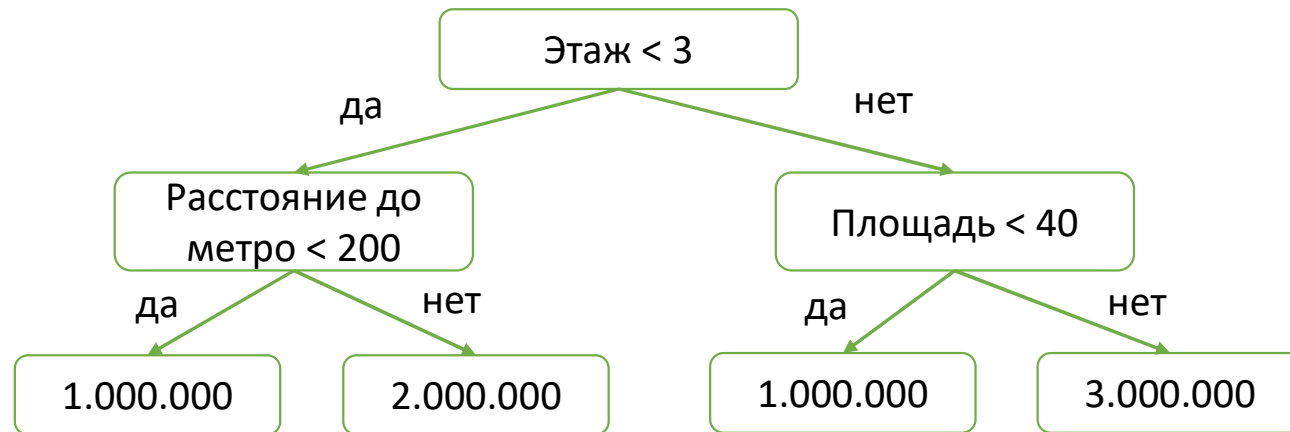 Этаж < 3
да
нет
Расстояние до
метро < 200
Площадь < 40
да
нет
да
нет
1.000.000
2.000.000
1.000.000
3.000.000